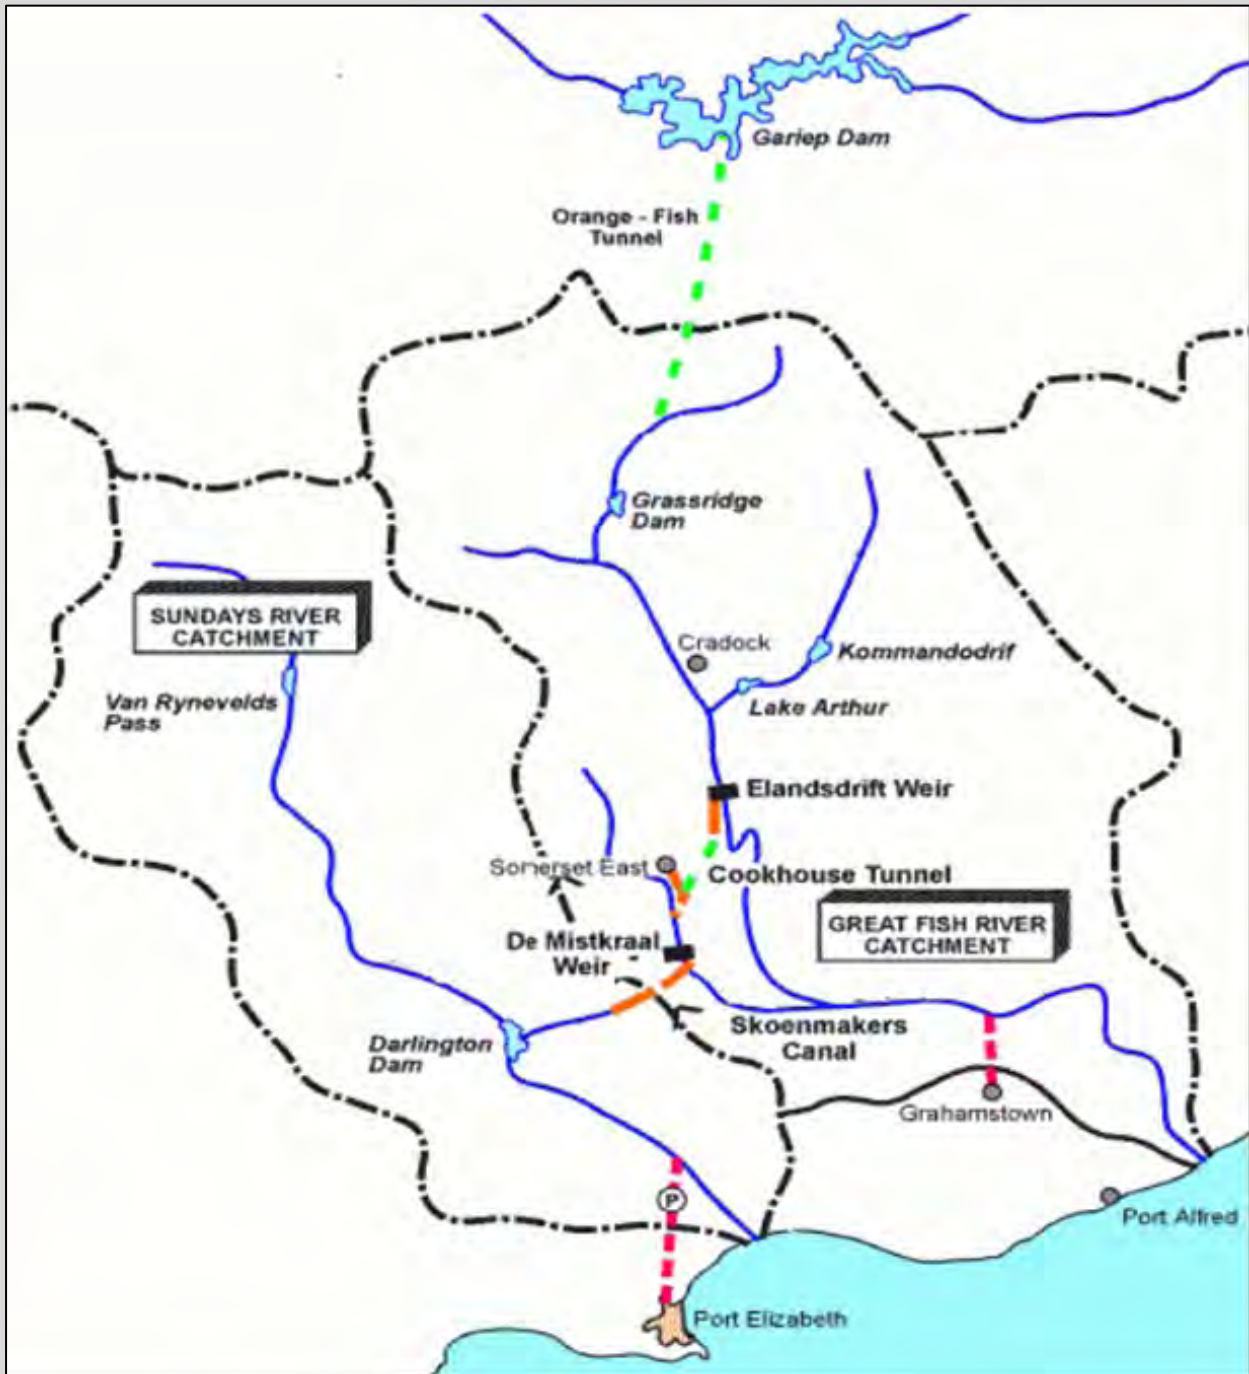 Gariep Dam
Orange - Fish
Tunnel
Grassridge
Dam
SUNDAYS RIVER
CATCHMENT
Cradock
Kommandodrif
Van Rynevelds
Pass
Lake Arthur
Elandsdrift Weir
Somerset East
Cookhouse Tunnel
GREAT FISH RIVER
CATCHMENT
De Mistkraal
Weir
Skoenmakers
Canal
Darlington
Dam
Grahamstown
P
Port Alfred
Port Elizabeth